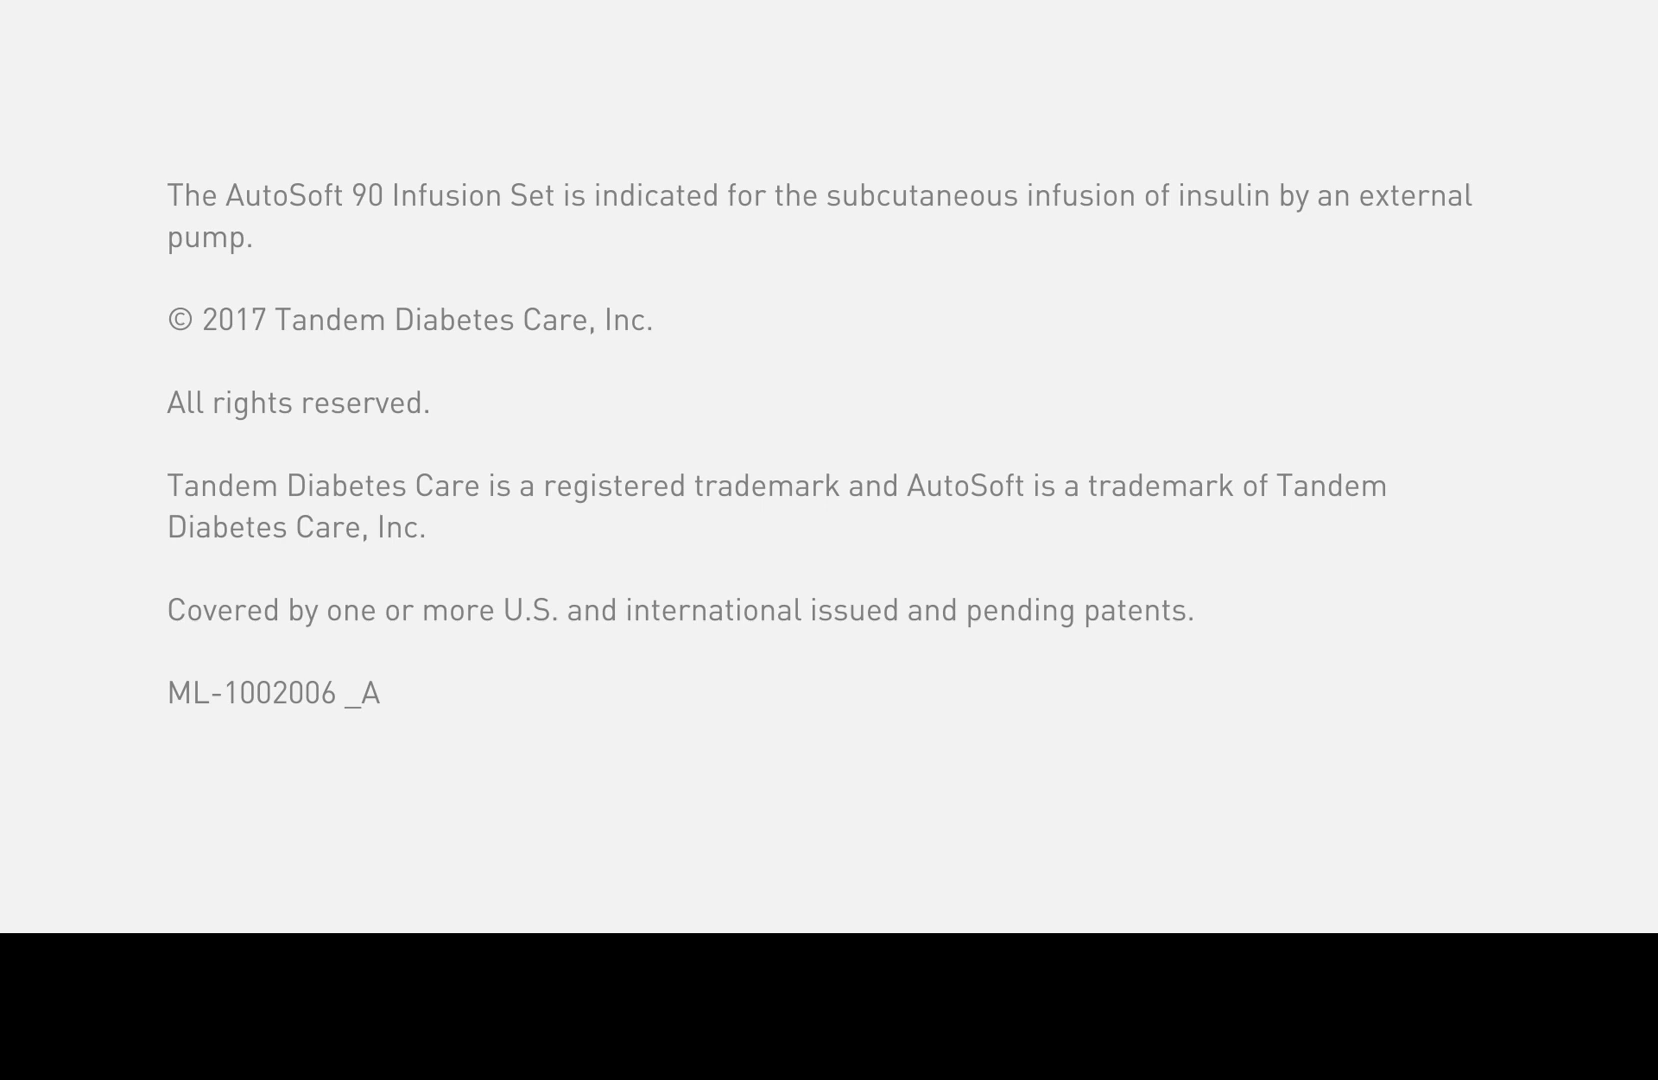 The AutoSoft 90 Infusion Set is indicated for the subcutaneous infusion of insulin by an external
pump.
© 2017 Tandem Diabetes Care, Inc.
All rights reserved.
Tandem Diabetes Care is a registered trademark and AutoSoft is a trademark of Tandem
Diabetes Care, Inc.
Covered by one or more U.S. and international issued and pending patents.
ML-1002006 _A